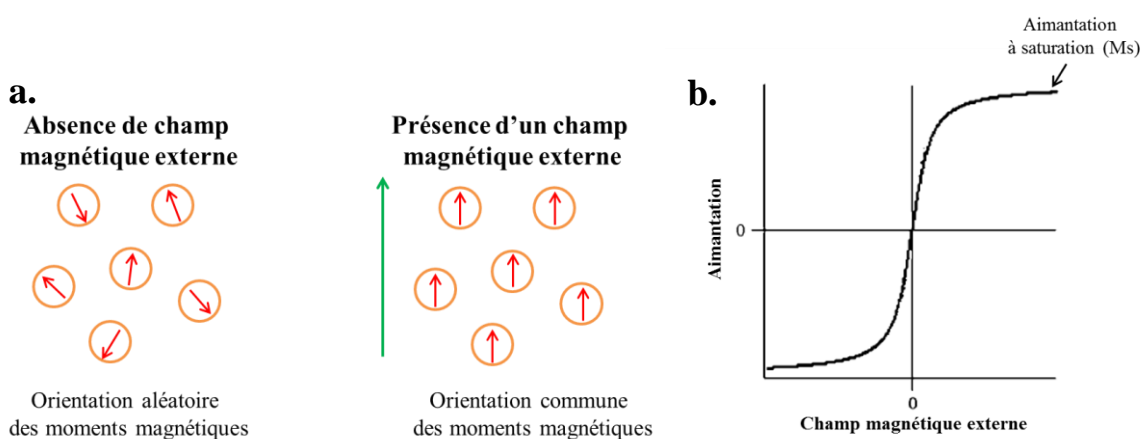 a.
Absence de champ
magnétique externe
Orientation aléatoire
des moments magnétiques
Présence d'un champ
magnétique externe
Orientation commune
des moments magnétiques
b.
Aimantation
à saturation (Ms)
Aimantation
0
0
Champ magnétique externe